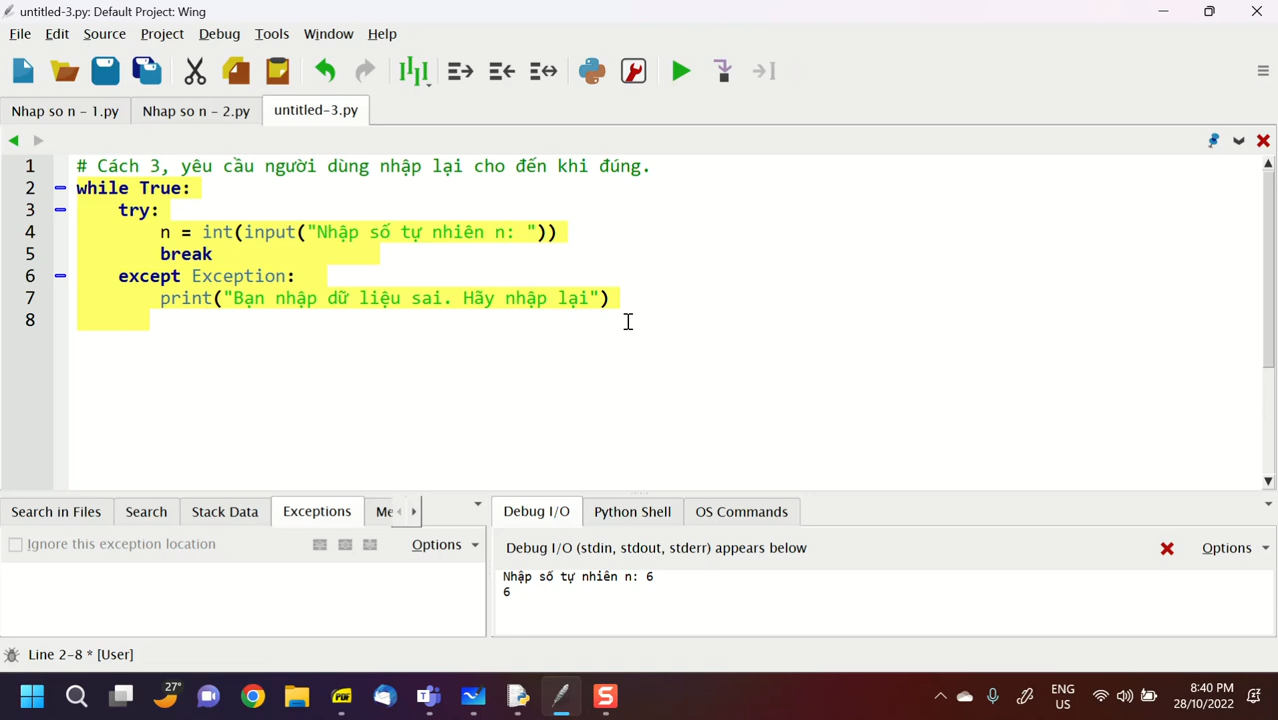 untitled-3.py: Default Project: Wing
File Edit Source Project Debug Tools Window Help
Nhap so n - 1.py Nhap so n - 2.py untitled-3.py
1 # Cách 3, yêu cầu người dùng nhập lại cho đến khi đúng.
2 while True:
3 try:
4 n = int(input("Nhập số tự nhiên n: "))
5 break
6 except Exception:
7 print("Bạn nhập dữ liệu sai. Hãy nhập lại")
8
Search in Files Search Stack Data Exceptions Me Debug I/O Python Shell OS Commands
Ignore this exception location Options Debug I/O (stdin, stdout, stderr) appears below Options
Nhập số tự nhiên n: 6
6
Line 2-8 * [User]
27° PDF S ENG US 8:40 PM 28/10/2022